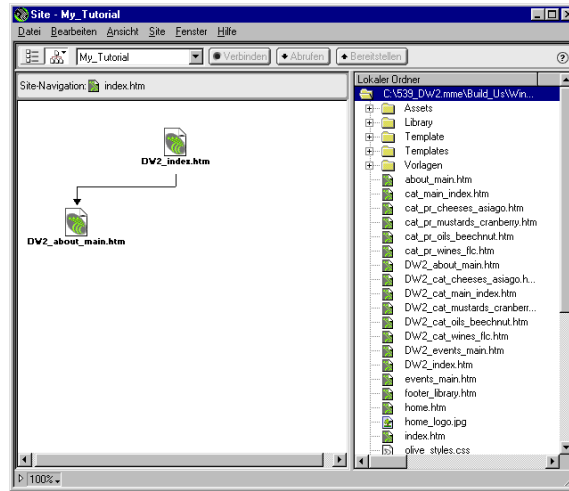 Site - My_Tutorial
Datei Bearbeiten Ansicht Site Fenster Hilfe
My_Tutorial Verbinden Abrufen Bereitstellen ?
Site-Navigation: index.htm
Lokaler Ordner
C:\539_DW2.mme\Build_Us\Win...
Assets
Library
Template
Templates
Vorlagen
about_main.htm
cat_main_index.htm
cat_pr_cheeses_asiago.htm
cat_pr_mustards_cranberry.htm
cat_pr_oils_beechnut.htm
cat_pr_wines_flc.htm
DW2_about_main.htm
DW2_cat_cheeses_asiago.h...
DW2_cat_main_index.htm
DW2_cat_mustards_cranberr...
DW2_cat_oils_beechnut.htm
DW2_cat_wines_flc.htm
DW2_events_main.htm
DW2_index.htm
events_main.htm
footer_library.htm
home.htm
home_logo.jpg
index.htm
olive_styles.css
DW2_index.htm
DW2_about_main.htm
100%